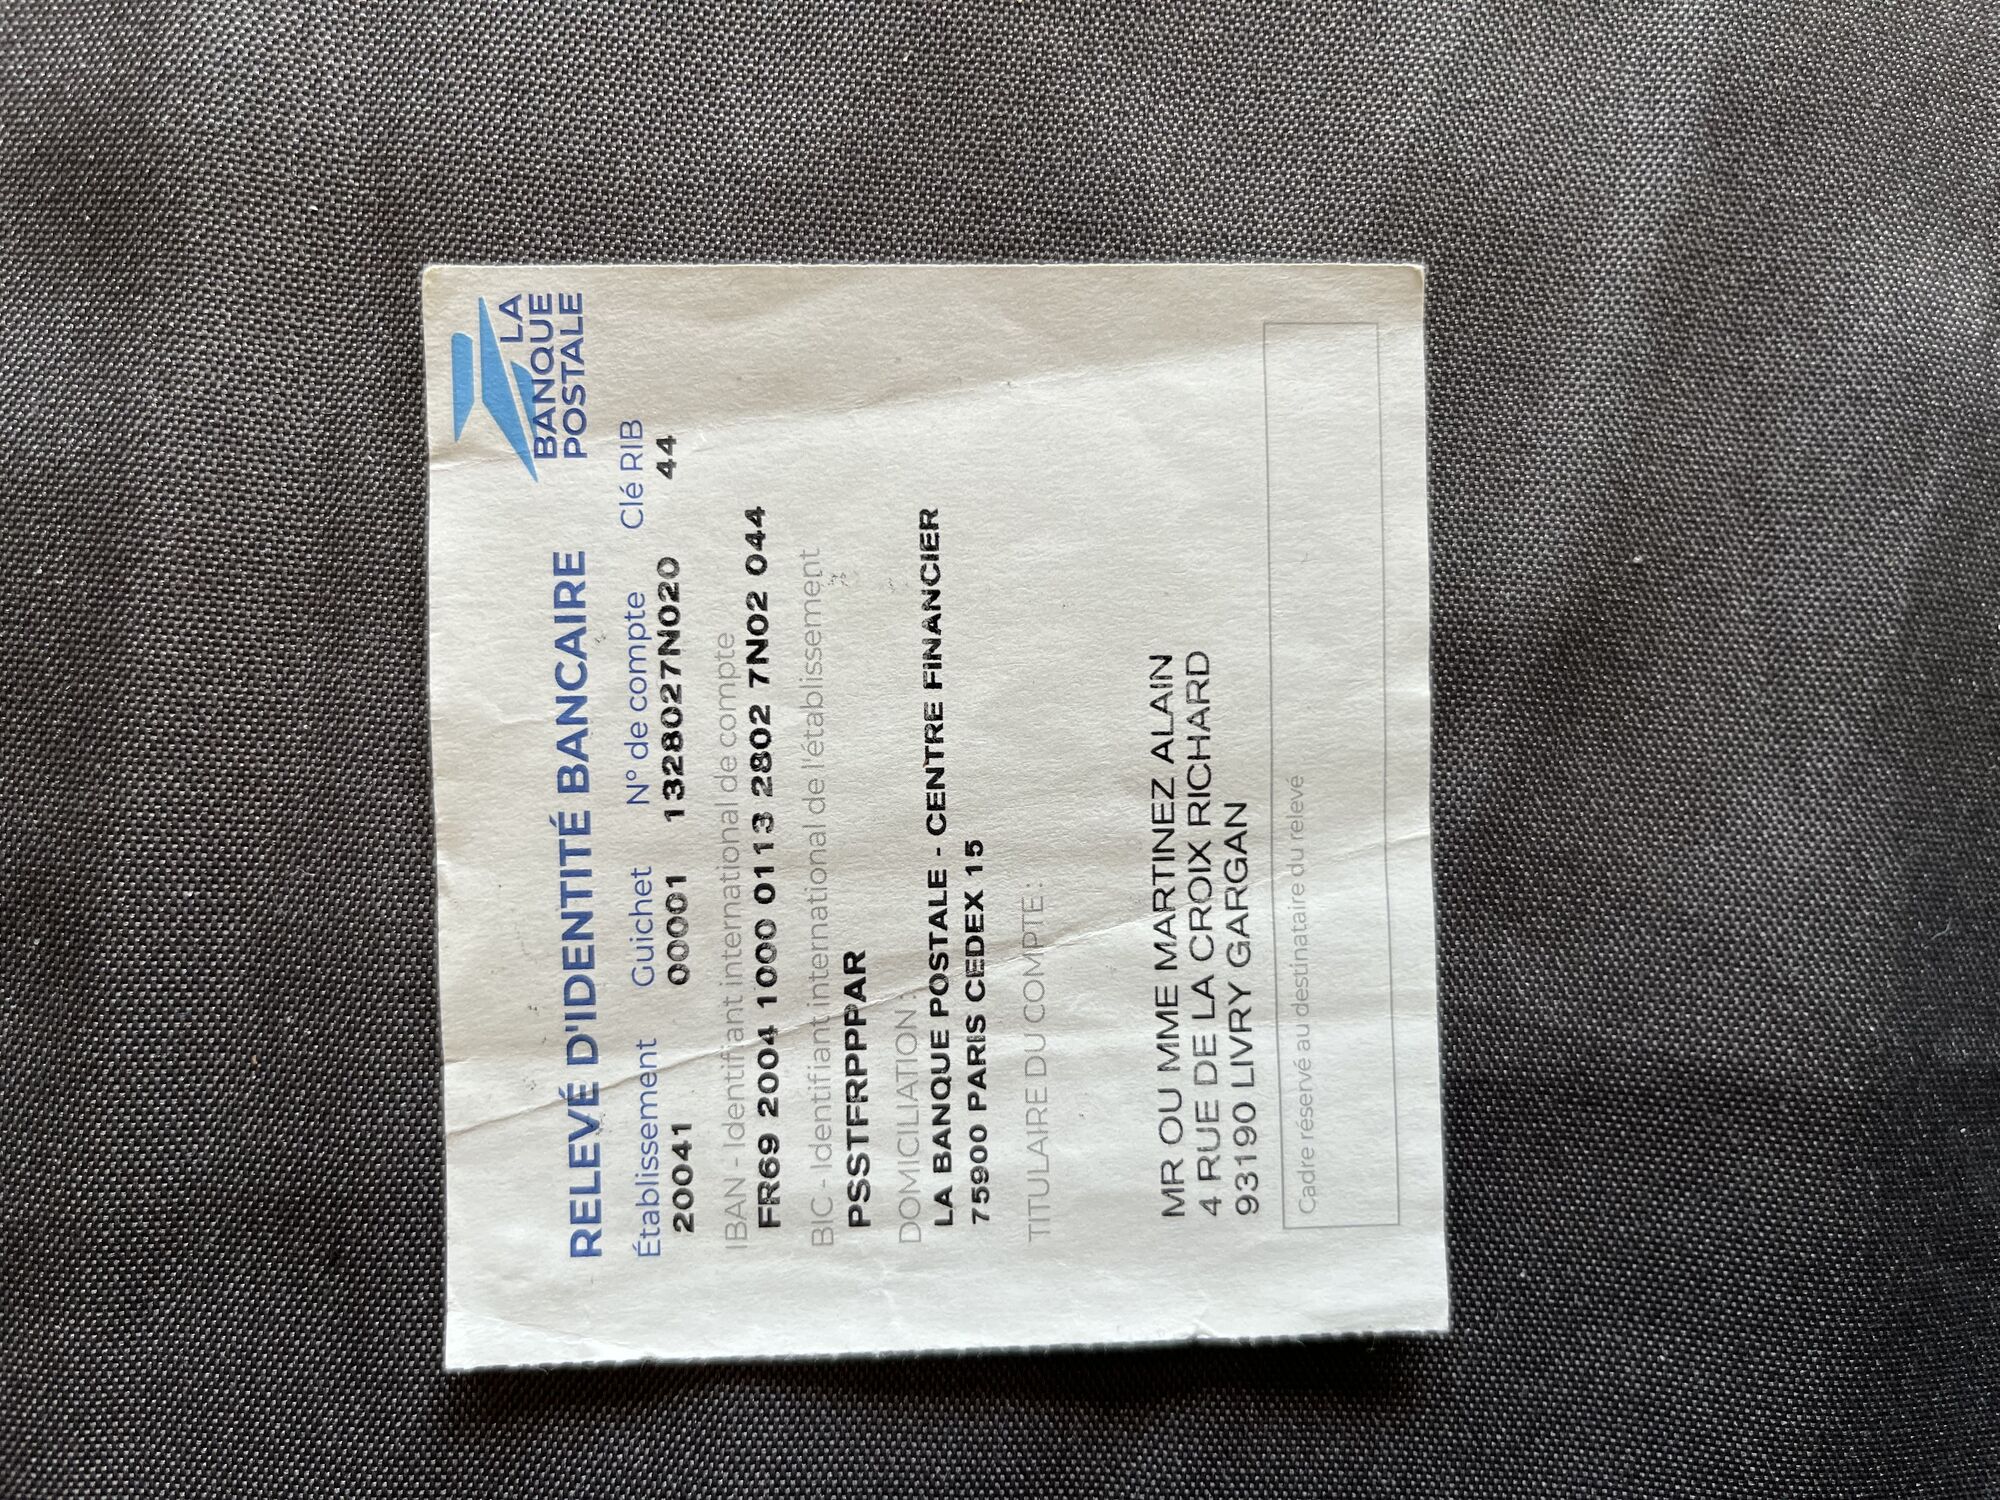 LA
BANQUE
POSTALE
RELEVÉ D'IDENTITÉ BANCAIRE
Établissement Guichet N° de compte Clé RIB
20041 00001 1328027N020 44
IBAN - Identifiant international de compte
FR69 2004 1000 0113 2802 7N02 044
BIC - Identifiant international de l'établissement
PSSTFRPPPAR
DOMICILIATION :
LA BANQUE POSTALE - CENTRE FINANCIER
75900 PARIS CEDEX 15
TITULAIRE DU COMPTE :
MR OU MME MARTINEZ ALAIN
4 RUE DE LA CROIX RICHARD
93190 LIVRY GARGAN
Cadre réservé au destinataire du relevé